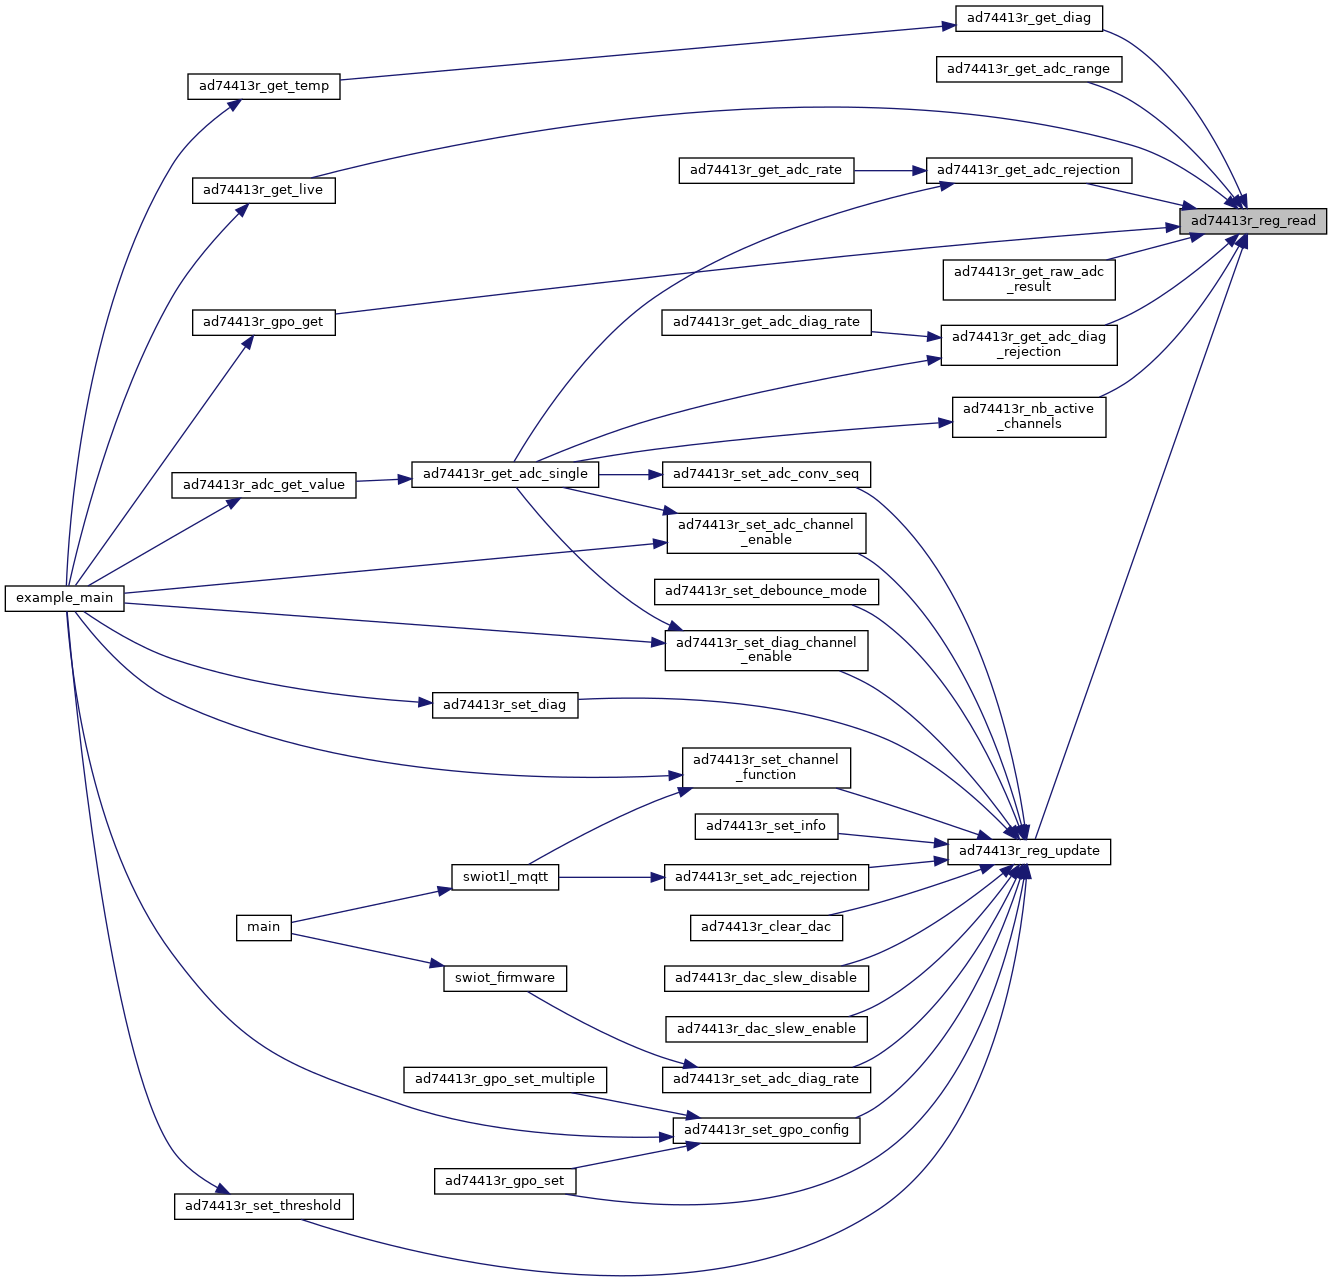 ad74413r_get_diag
ad74413r_get_adc_range
ad74413r_get_temp
ad74413r_get_adc_rate
ad74413r_get_adc_rejection
ad74413r_get_live
ad74413r_reg_read
ad74413r_get_raw_adc
_result
ad74413r_gpo_get
ad74413r_get_adc_diag_rate
ad74413r_get_adc_diag
_rejection
ad74413r_nb_active
_channels
ad74413r_adc_get_value
ad74413r_get_adc_single
ad74413r_set_adc_conv_seq
ad74413r_set_adc_channel
_enable
example_main
ad74413r_set_debounce_mode
ad74413r_set_diag_channel
_enable
ad74413r_set_diag
ad74413r_set_channel
_function
ad74413r_set_info
ad74413r_reg_update
swiot1l_mqtt
ad74413r_set_adc_rejection
main
ad74413r_clear_dac
swiot_firmware
ad74413r_dac_slew_disable
ad74413r_dac_slew_enable
ad74413r_gpo_set_multiple
ad74413r_set_adc_diag_rate
ad74413r_set_gpo_config
ad74413r_gpo_set
ad74413r_set_threshold